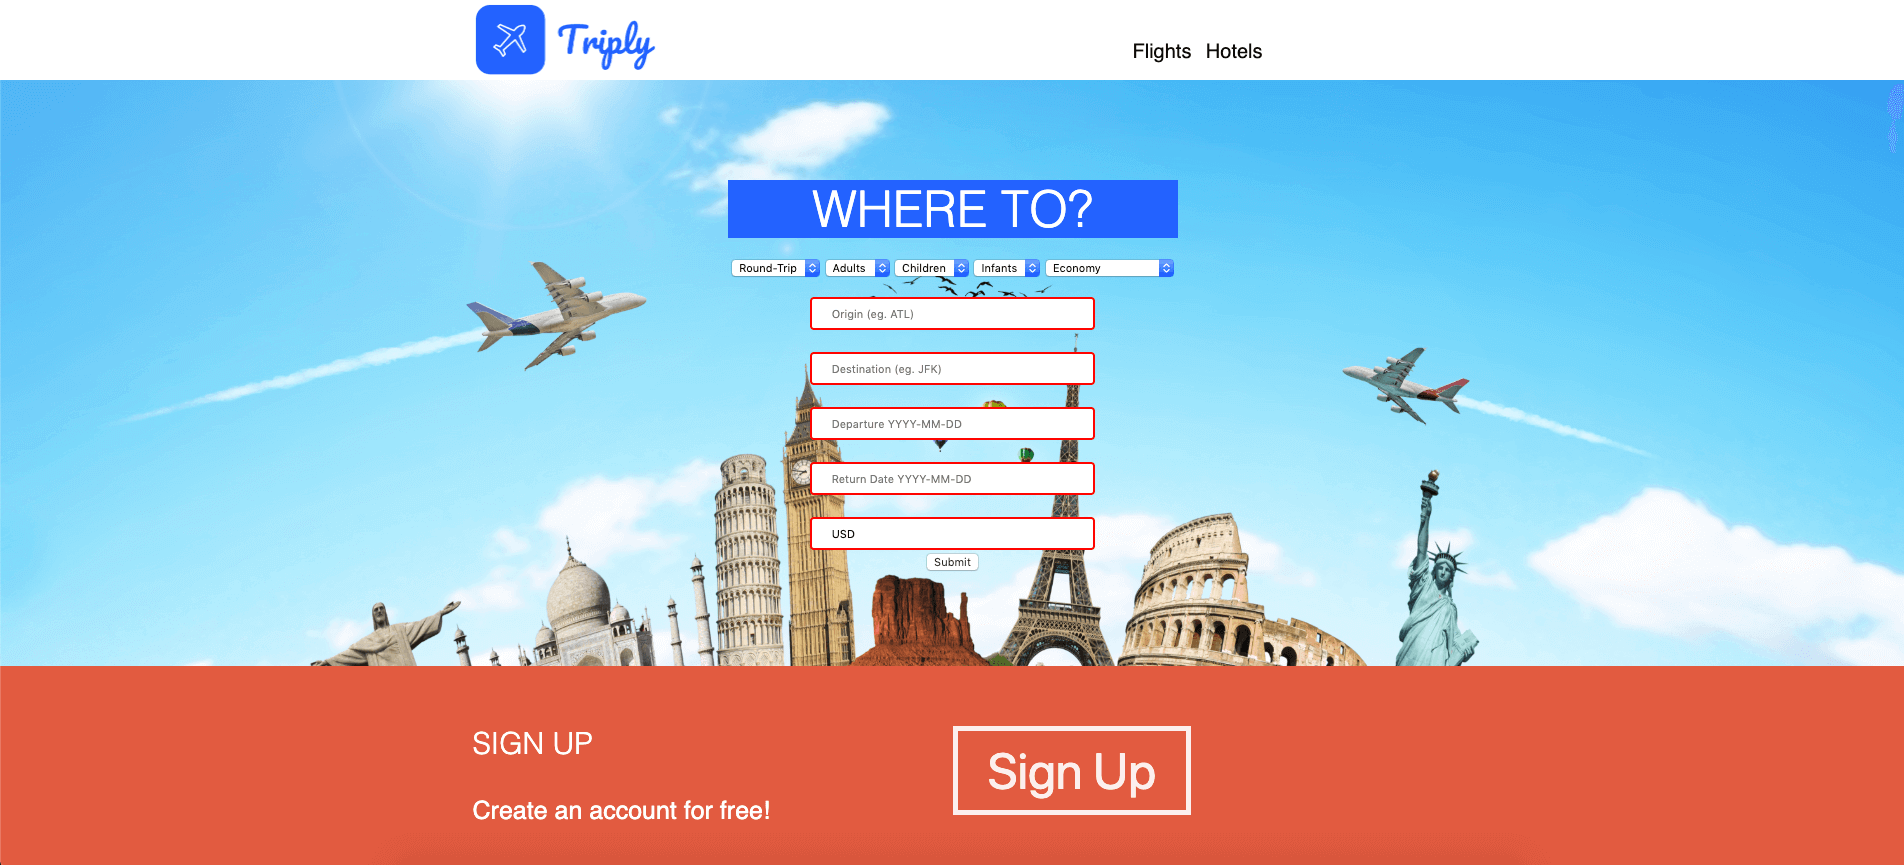 Triply
Flights Hotels
WHERE TO?
Round-Trip Adults Children Infants Economy
Origin (eg. ATL)
Destination (eg. JFK)
Departure YYYY-MM-DD
Return Date YYYY-MM-DD
USD
Submit
SIGN UP
Create an account for free!
Sign Up